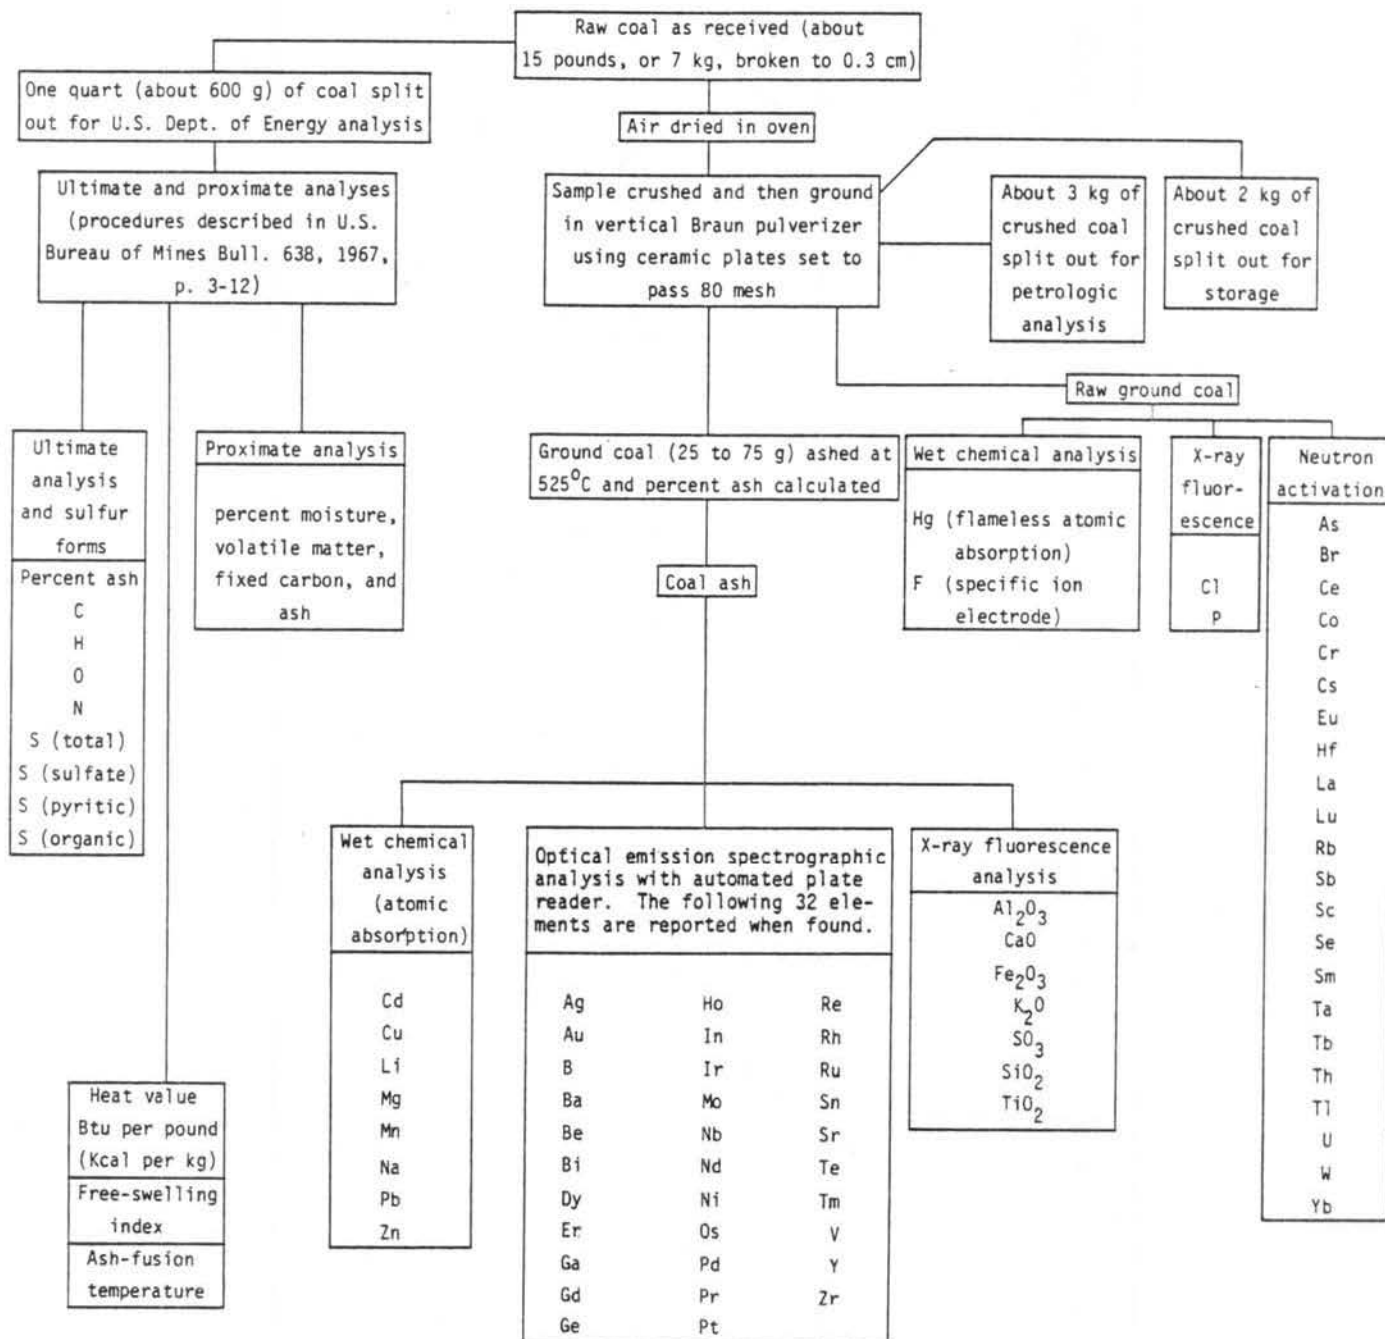 Raw coal as received (about
15 pounds, or 7 kg, broken to 0.3 cm)
One quart (about 600 g) of coal split
out for U.S. Dept. of Energy analysis
Air dried in oven
Ultimate and proximate analyses
(procedures described in U.S.
Bureau of Mines Bull. 638, 1967,
p. 3-12)
Sample crushed and then ground
in vertical Braun pulverizer
using ceramic plates set to
pass 80 mesh
About 3 kg of
crushed coal
split out for
petrologic
analysis
About 2 kg of
crushed coal
split out for
storage
Raw ground coal
Ultimate
analysis
and sulfur
forms
Percent ash
C
H
O
N
S (total)
S (sulfate)
S (pyritic)
S (organic)
Proximate analysis
percent moisture,
volatile matter,
fixed carbon, and
ash
Ground coal (25 to 75 g) ashed at
525°C and percent ash calculated
Wet chemical analysis
Hg (flameless atomic
absorption)
F (specific ion
electrode)
X-ray
fluor-
escence
Cl
P
Neutron
activation
As
Br
Ce
Co
Cr
Cs
Eu
Hf
La
Lu
Rb
Sb
Sc
Se
Sm
Ta
Tb
Th
Tl
U
W
Yb
Coal ash
Heat value
Btu per pound
(Kcal per kg)
Free-swelling
index
Ash-fusion
temperature
Wet chemical
analysis
(atomic
absorption)
Cd
Cu
Li
Mg
Mn
Na
Pb
Zn
Optical emission spectrographic
analysis with automated plate
reader. The following 32 ele-
ments are reported when found.
Ag Ho Re
Au In Rh
B Ir Ru
Ba Mo Sn
Be Nb Sr
Bi Nd Te
Dy Ni Tm
Er Os V
Ga Pd Y
Gd Pr Zr
Ge Pt
X-ray fluorescence
analysis
Al₂O₃
CaO
Fe₂O₃
K₂O
SO₃
SiO₂
TiO₂